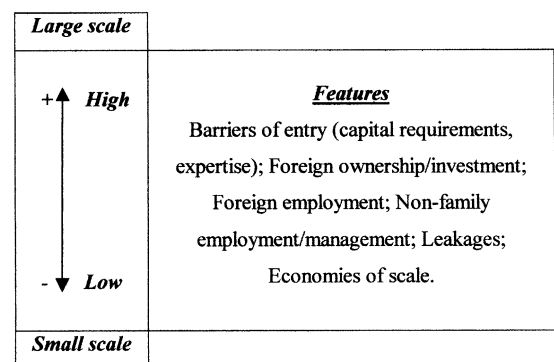 Large scale
+ High
Features
Barriers of entry (capital requirements,
expertise); Foreign ownership/investment;
Foreign employment; Non-family
employment/management; Leakages;
Economies of scale.
- Low
Small scale